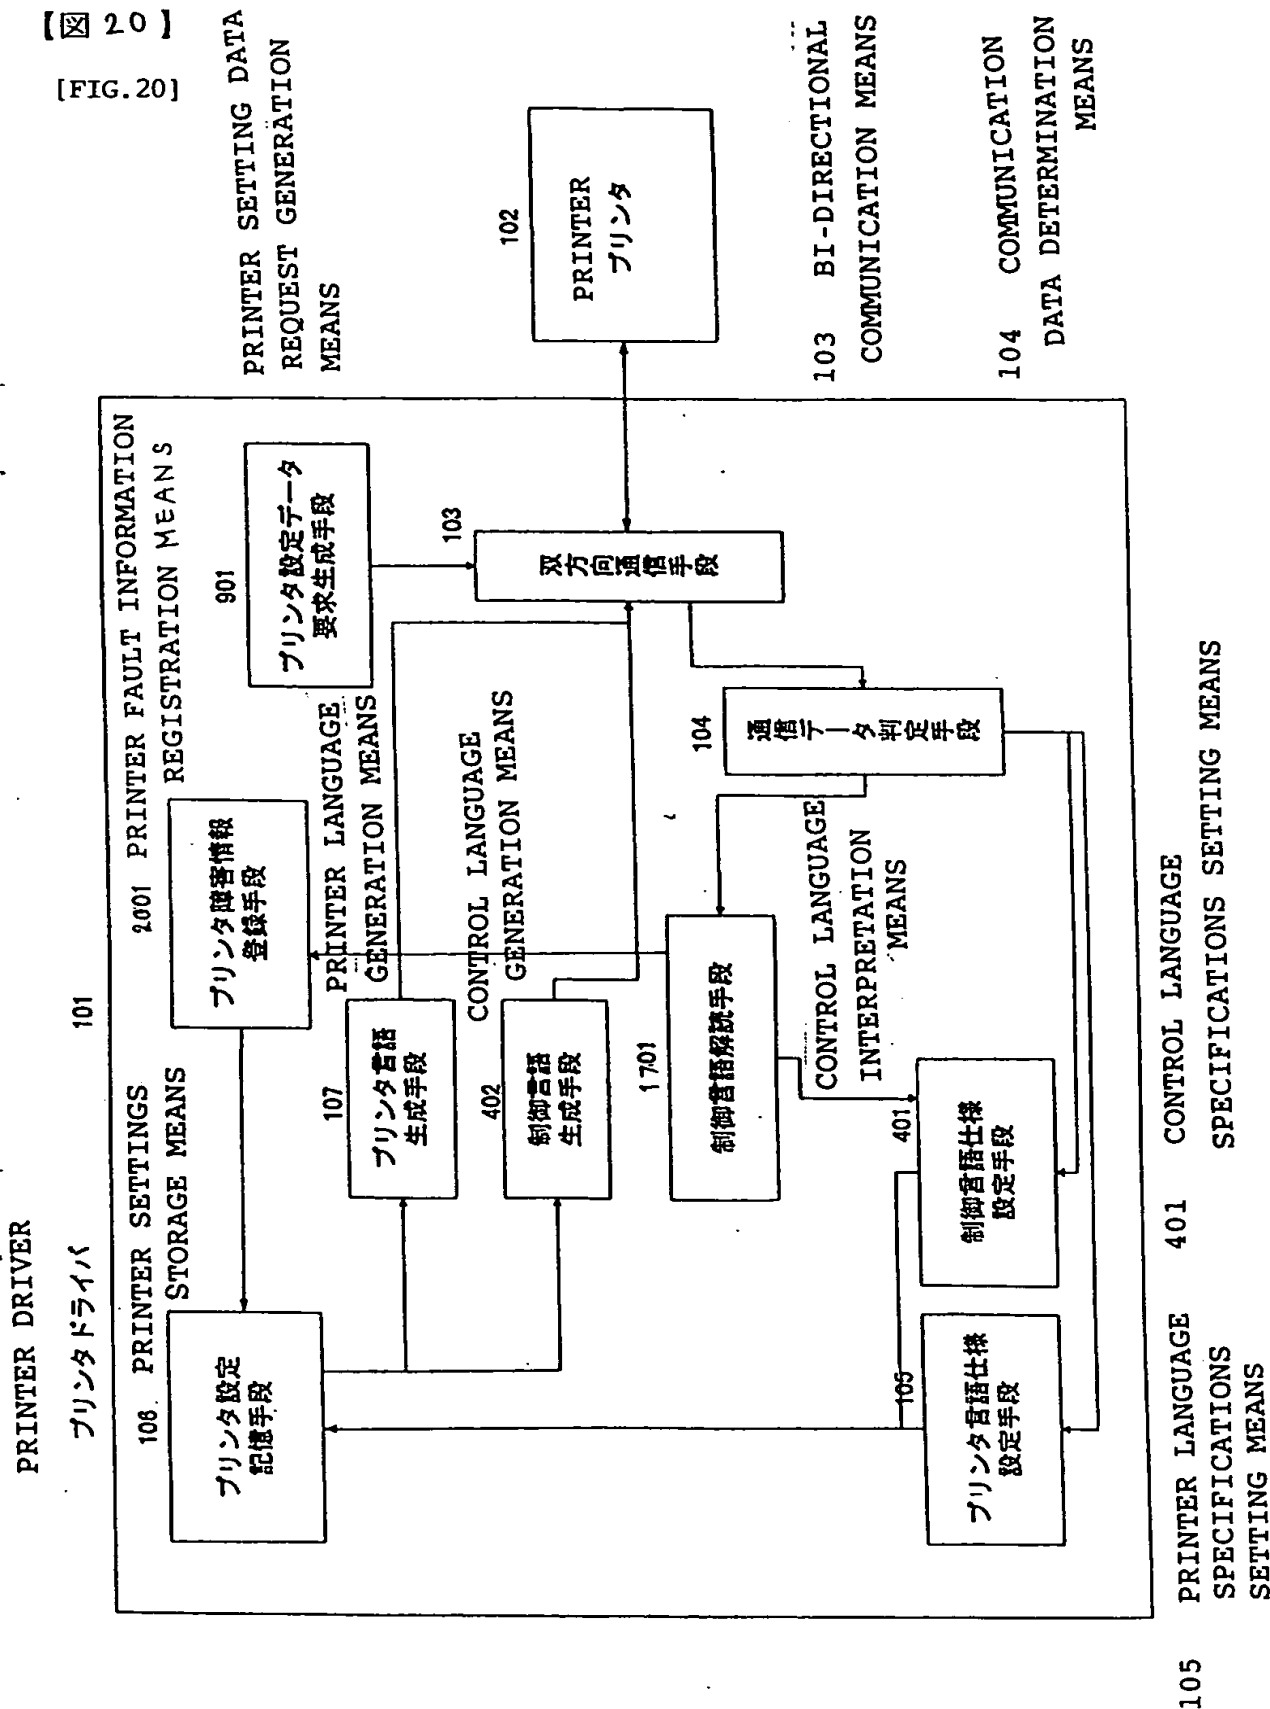 【図 20】
[FIG.20]
PRINTER DRIVER
プリンタドライバ
101
106
PRINTER SETTINGS
STORAGE MEANS
プリンタ設定
記憶手段
2001 PRINTER FAULT INFORMATION
REGISTRATION MEANS
プリンタ障害情報
登録手段
PRINTER SETTING DATA
REQUEST GENERATION
MEANS
901
プリンタ設定データ
要求生成手段
PRINTER LANGUAGE
GENERATION MEANS
107
プリンタ言語
生成手段
CONTROL LANGUAGE
GENERATION MEANS
402
制御言語
生成手段
103
双方向通信手段
102
PRINTER
プリンタ
104
通信データ判定手段
1701
制御言語解読手段
CONTROL LANGUAGE
INTERPRETATION
MEANS
401
制御言語仕様
設定手段
105
プリンタ言語仕様
設定手段
103 BI-DIRECTIONAL
COMMUNICATION MEANS
104 COMMUNICATION
DATA DETERMINATION
MEANS
105 PRINTER LANGUAGE
SPECIFICATIONS
SETTING MEANS
401 CONTROL LANGUAGE
SPECIFICATIONS SETTING MEANS